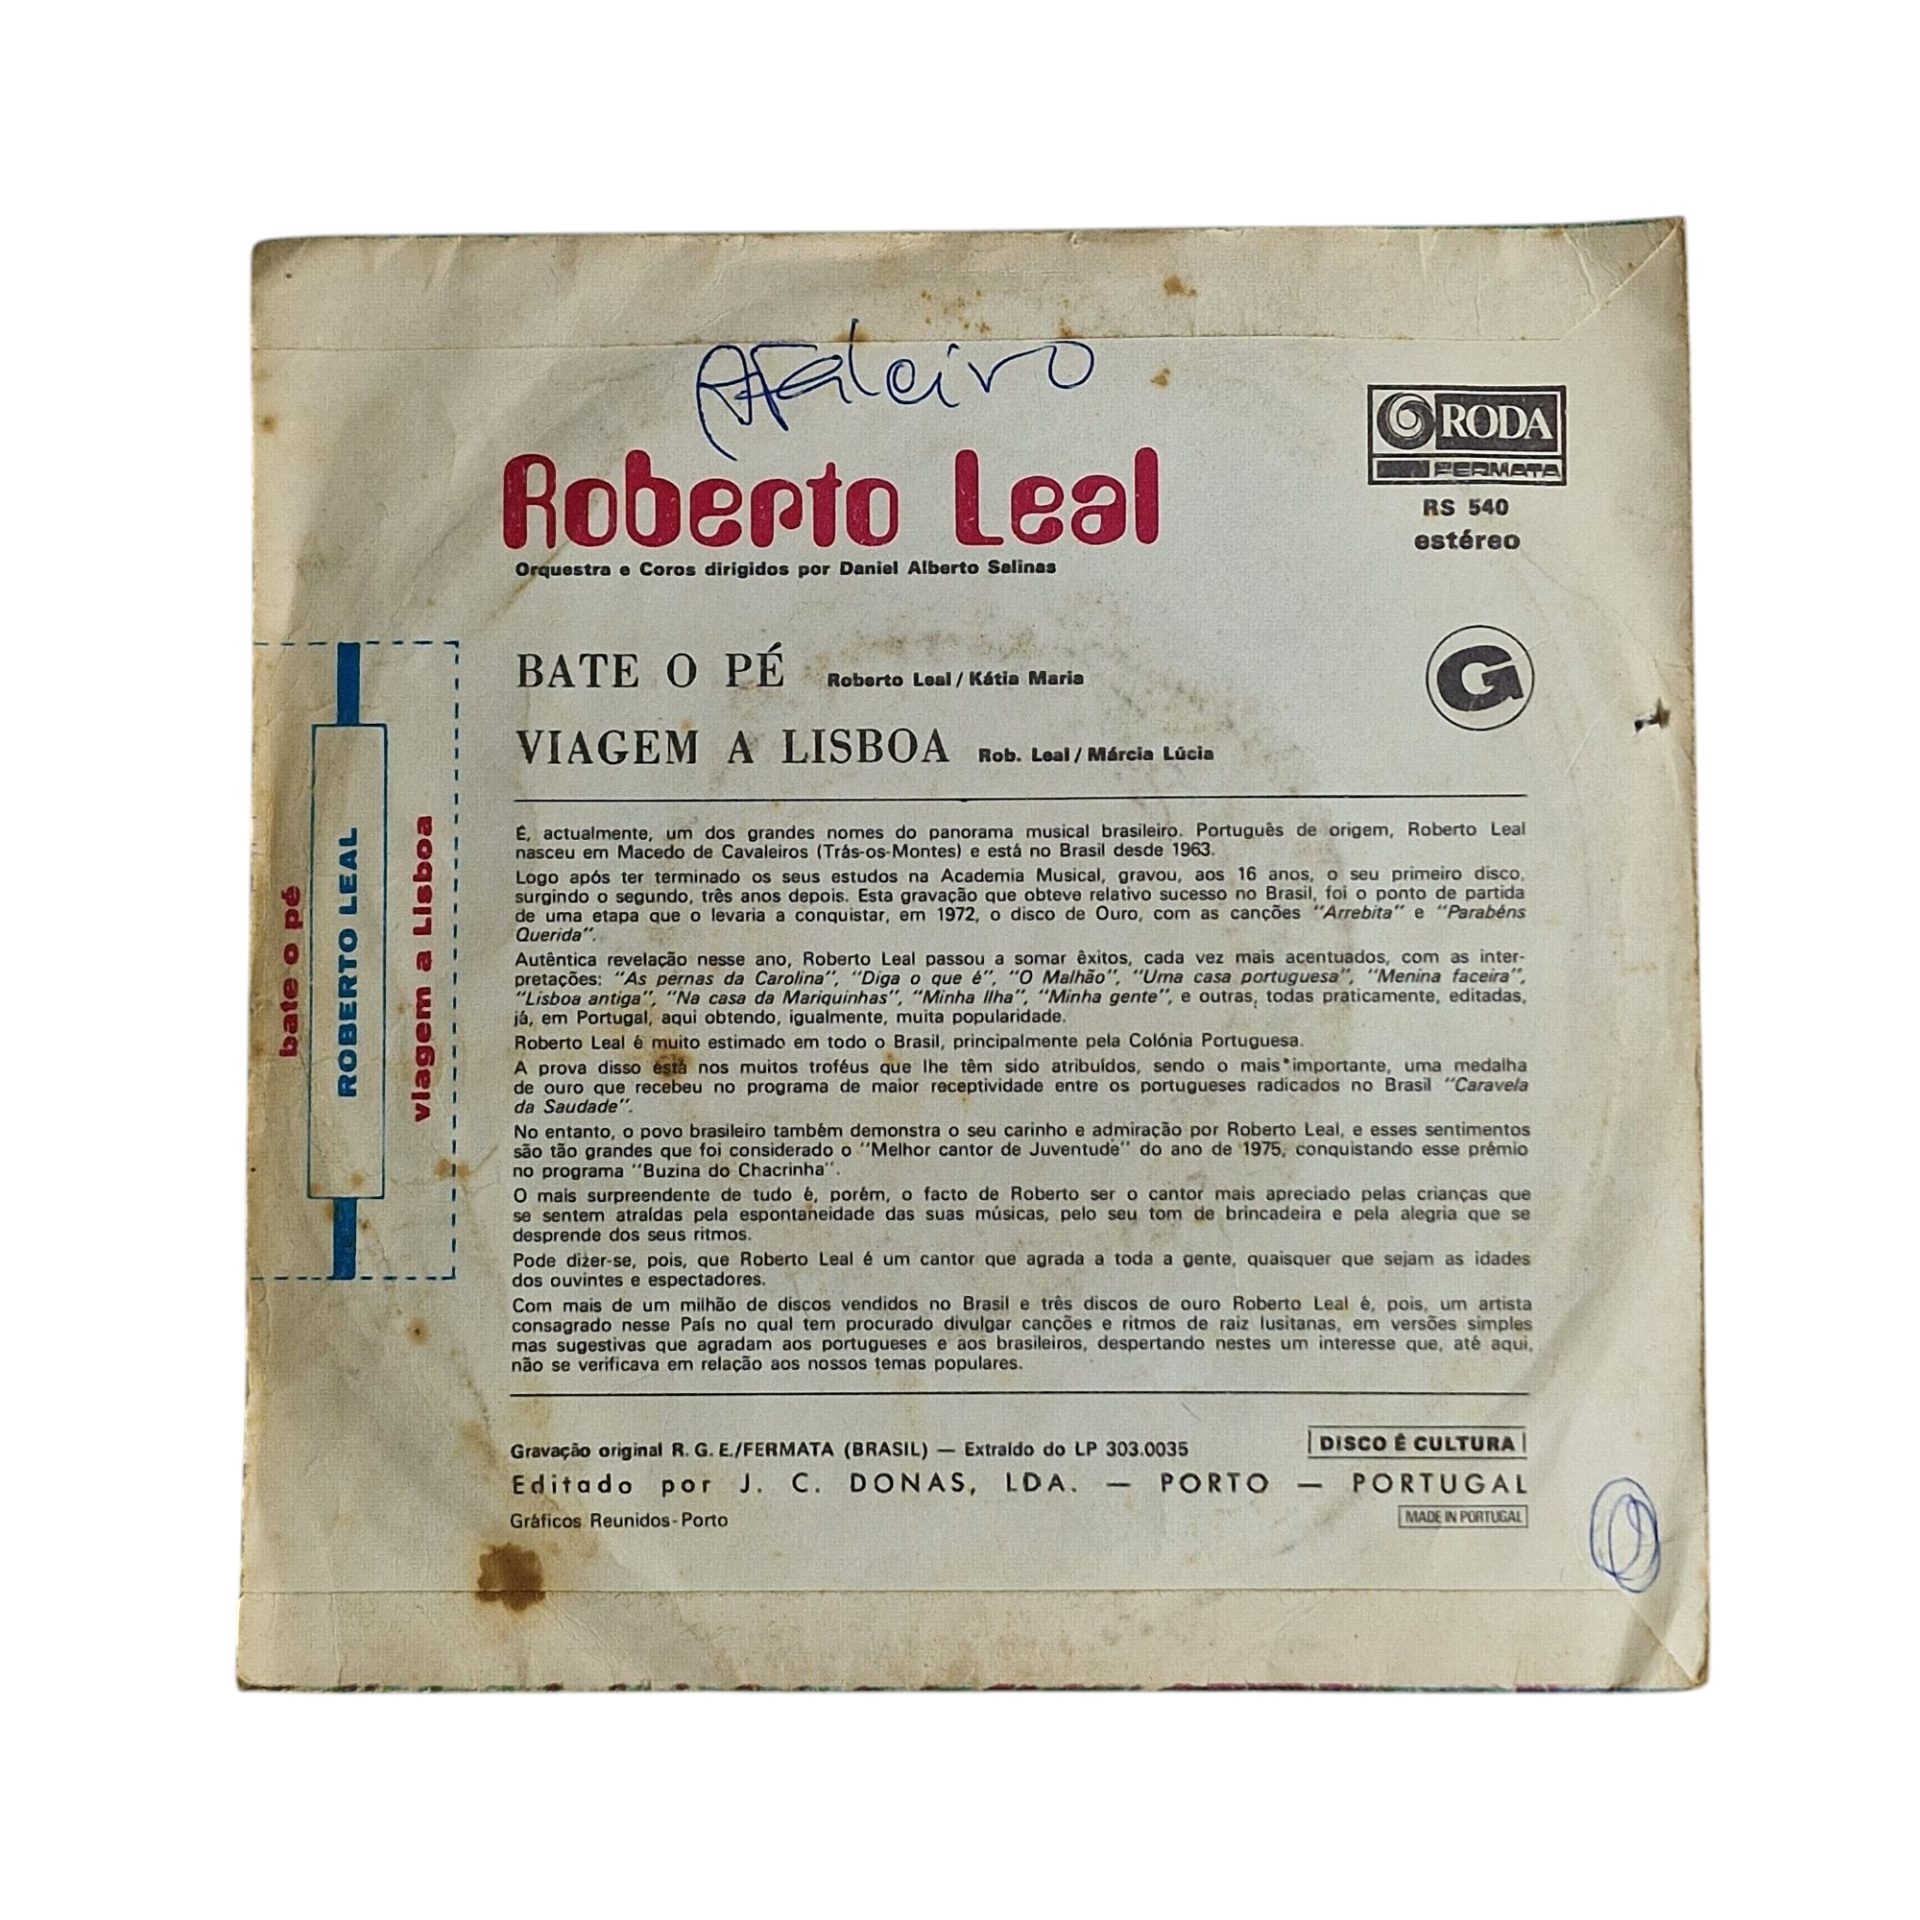 Roberto Leal
Orquestra e Coros dirigidos por Daniel Alberto Salinas
RODA
FERMATA
RS 540
estéreo
BATE O PÉ Roberto Leal / Kátia Maria
VIAGEM A LISBOA Rob. Leal / Márcia Lúcia
G
bate o pé
ROBERTO LEAL
viagem a Lisboa
É, actualmente, um dos grandes nomes do panorama musical brasileiro. Português de origem, Roberto Leal
nasceu em Macedo de Cavaleiros (Trás-os-Montes) e está no Brasil desde 1963.
Logo após ter terminado os seus estudos na Academia Musical, gravou, aos 16 anos, o seu primeiro disco,
surgindo o segundo, três anos depois. Esta gravação que obteve relativo sucesso no Brasil, foi o ponto de partida
de uma etapa que o levaria a conquistar, em 1972, o disco de Ouro, com as canções "Arrebita" e "Parabéns
Querida".
Autêntica revelação nesse ano, Roberto Leal passou a somar êxitos, cada vez mais acentuados, com as inter-
pretações: "As pernas da Carolina", "Diga o que é", "O Malhão", "Uma casa portuguesa", "Menina faceira",
"Lisboa antiga", "Na casa da Mariquinhas", "Minha Ilha", "Minha gente", e outras, todas praticamente, editadas,
já, em Portugal, aqui obtendo, igualmente, muita popularidade.
Roberto Leal é muito estimado em todo o Brasil, principalmente pela Colónia Portuguesa.
A prova disso está nos muitos troféus que lhe têm sido atribuídos, sendo o mais importante, uma medalha
de ouro que recebeu no programa de maior receptividade entre os portugueses radicados no Brasil "Caravela
da Saudade".
No entanto, o povo brasileiro também demonstra o seu carinho e admiração por Roberto Leal, e esses sentimentos
são tão grandes que foi considerado o "Melhor cantor de Juventude" do ano de 1975, conquistando esse prémio
no programa "Buzina do Chacrinha".
O mais surpreendente de tudo é, porém, o facto de Roberto ser o cantor mais apreciado pelas crianças que
se sentem atraídas pela espontaneidade das suas músicas, pelo seu tom de brincadeira e pela alegria que se
desprende dos seus ritmos.
Pode dizer-se, pois, que Roberto Leal é um cantor que agrada a toda a gente, quaisquer que sejam as idades
dos ouvintes e espectadores.
Com mais de um milhão de discos vendidos no Brasil e três discos de ouro Roberto Leal é, pois, um artista
consagrado nesse País no qual tem procurado divulgar canções e ritmos de raiz lusitanas, em versões simples
mas sugestivas que agradam aos portugueses e aos brasileiros, despertando nestes um interesse que, até aqui,
não se verificava em relação aos nossos temas populares.
Gravação original R. G. E./FERMATA (BRASIL) — Extraído do LP 303.0035
DISCO É CULTURA
Editado por J. C. DONAS, LDA. — PORTO — PORTUGAL
Gráficos Reunidos - Porto
MADE IN PORTUGAL